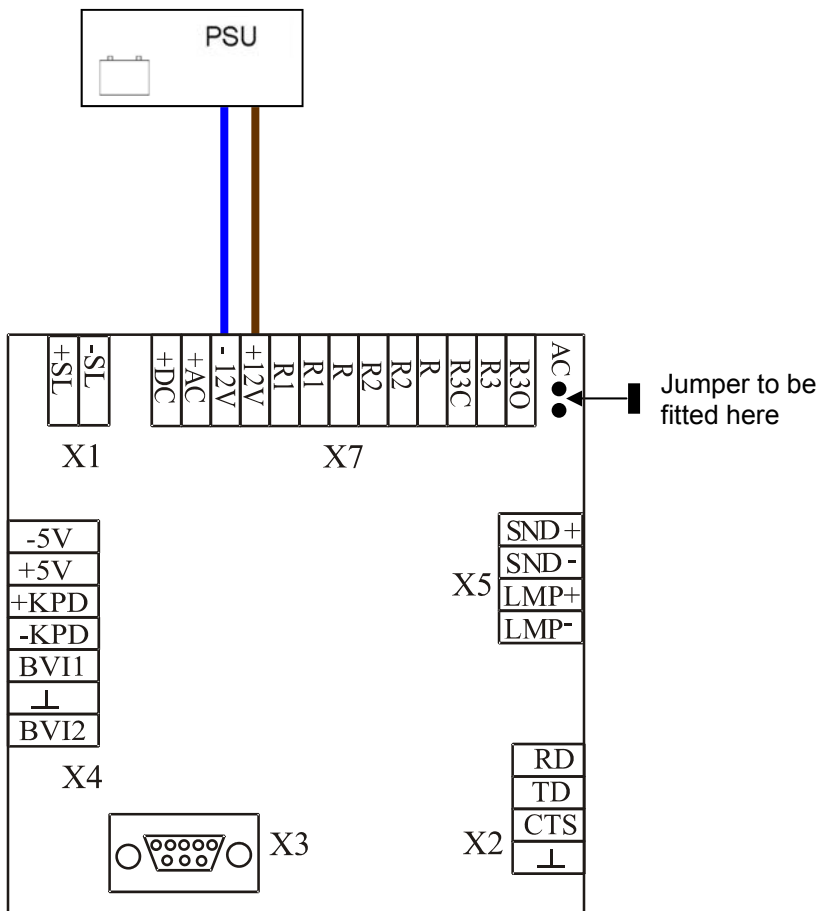 PSU
+SL
-SL
+DC
+AC
- 12V
+12V
R1
R1
R
R2
R2
R
R3C
R3
R3O
AC
Jumper to be
fitted here
X1
X7
-5V
+5V
+KPD
-KPD
BVI1
BVI2
X4
SND+
SND-
LMP+
LMP-
X5
X3
RD
TD
CTS
X2